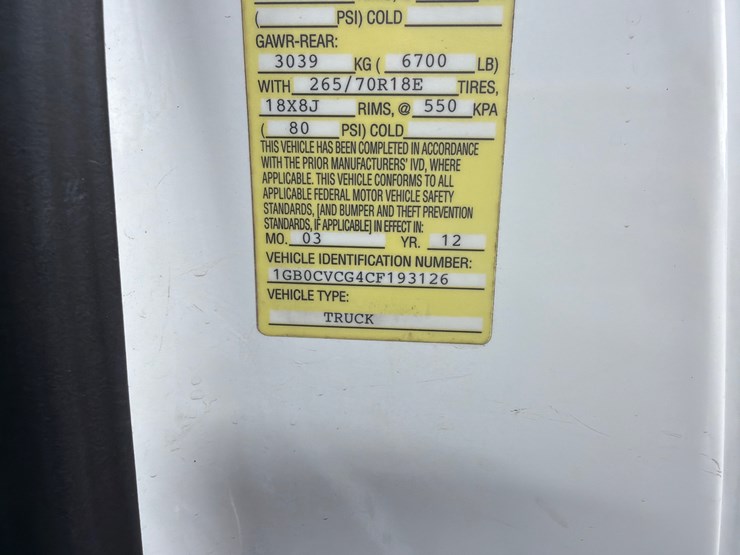 ( PSI) COLD
GAWR-REAR:
3039 KG ( 6700 LB)
WITH 265/70R18E TIRES,
18X8J RIMS, @ 550 KPA
( 80 PSI) COLD
THIS VEHICLE HAS BEEN COMPLETED IN ACCORDANCE
WITH THE PRIOR MANUFACTURERS' IVD, WHERE
APPLICABLE. THIS VEHICLE CONFORMS TO ALL
APPLICABLE FEDERAL MOTOR VEHICLE SAFETY
STANDARDS, [AND BUMPER AND THEFT PREVENTION
STANDARDS, IF APPLICABLE] IN EFFECT IN:
MO. 03 YR. 12
VEHICLE IDENTIFICATION NUMBER:
1GB0CVCG4CF193126
VEHICLE TYPE:
TRUCK